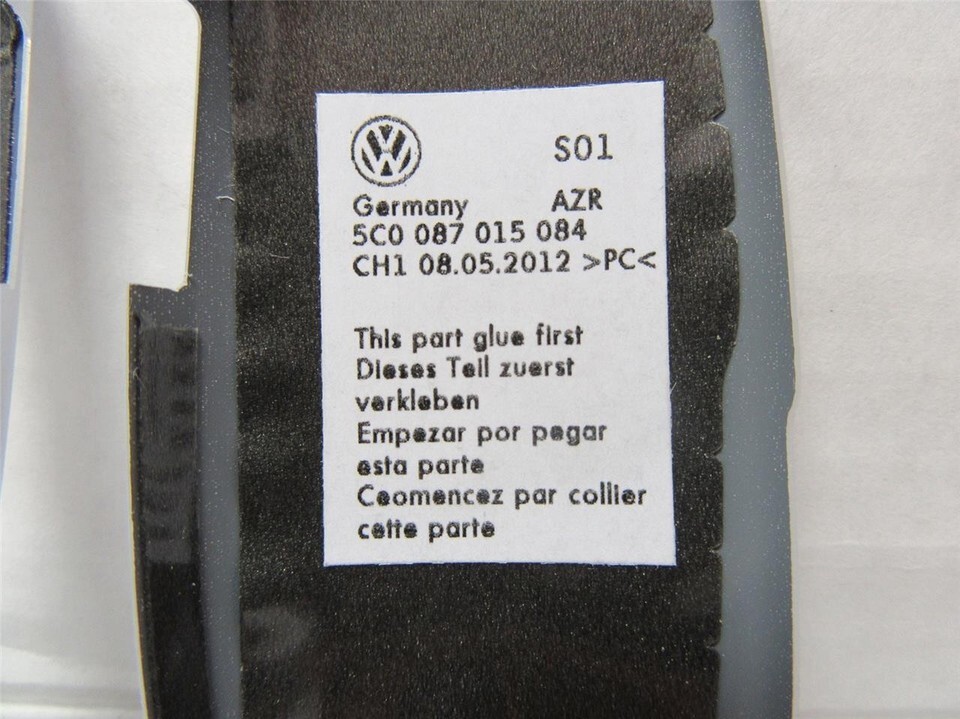 VW
S01
Germany AZR
5C0 087 015 084
CH1 08.05.2012 >PC<
This part glue first
Dieses Teil zuerst
verkleben
Empezar por pegar
esta parte
Ceomencez par collier
cette parte